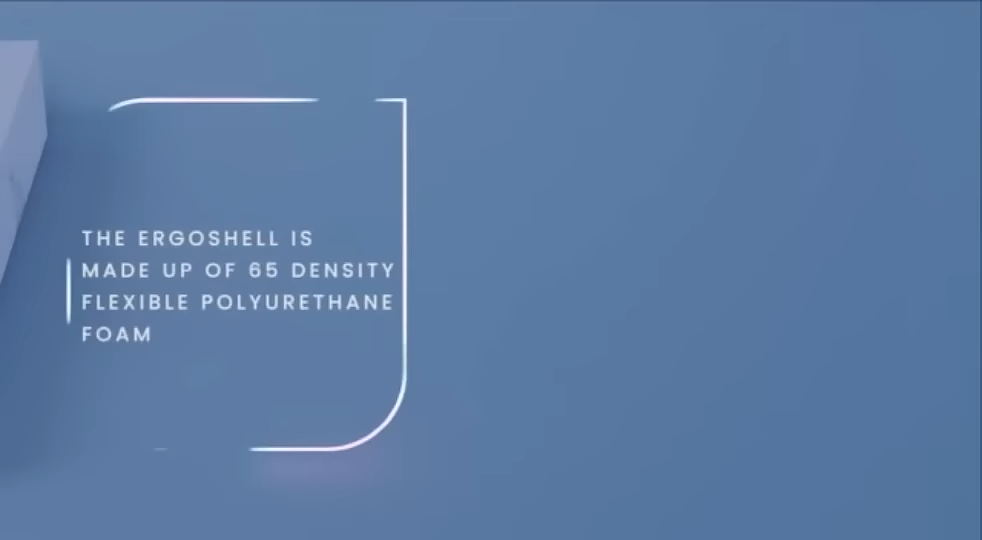 THE ERGOSHELL IS
MADE UP OF 65 DENSITY
FLEXIBLE POLYURETHANE
FOAM